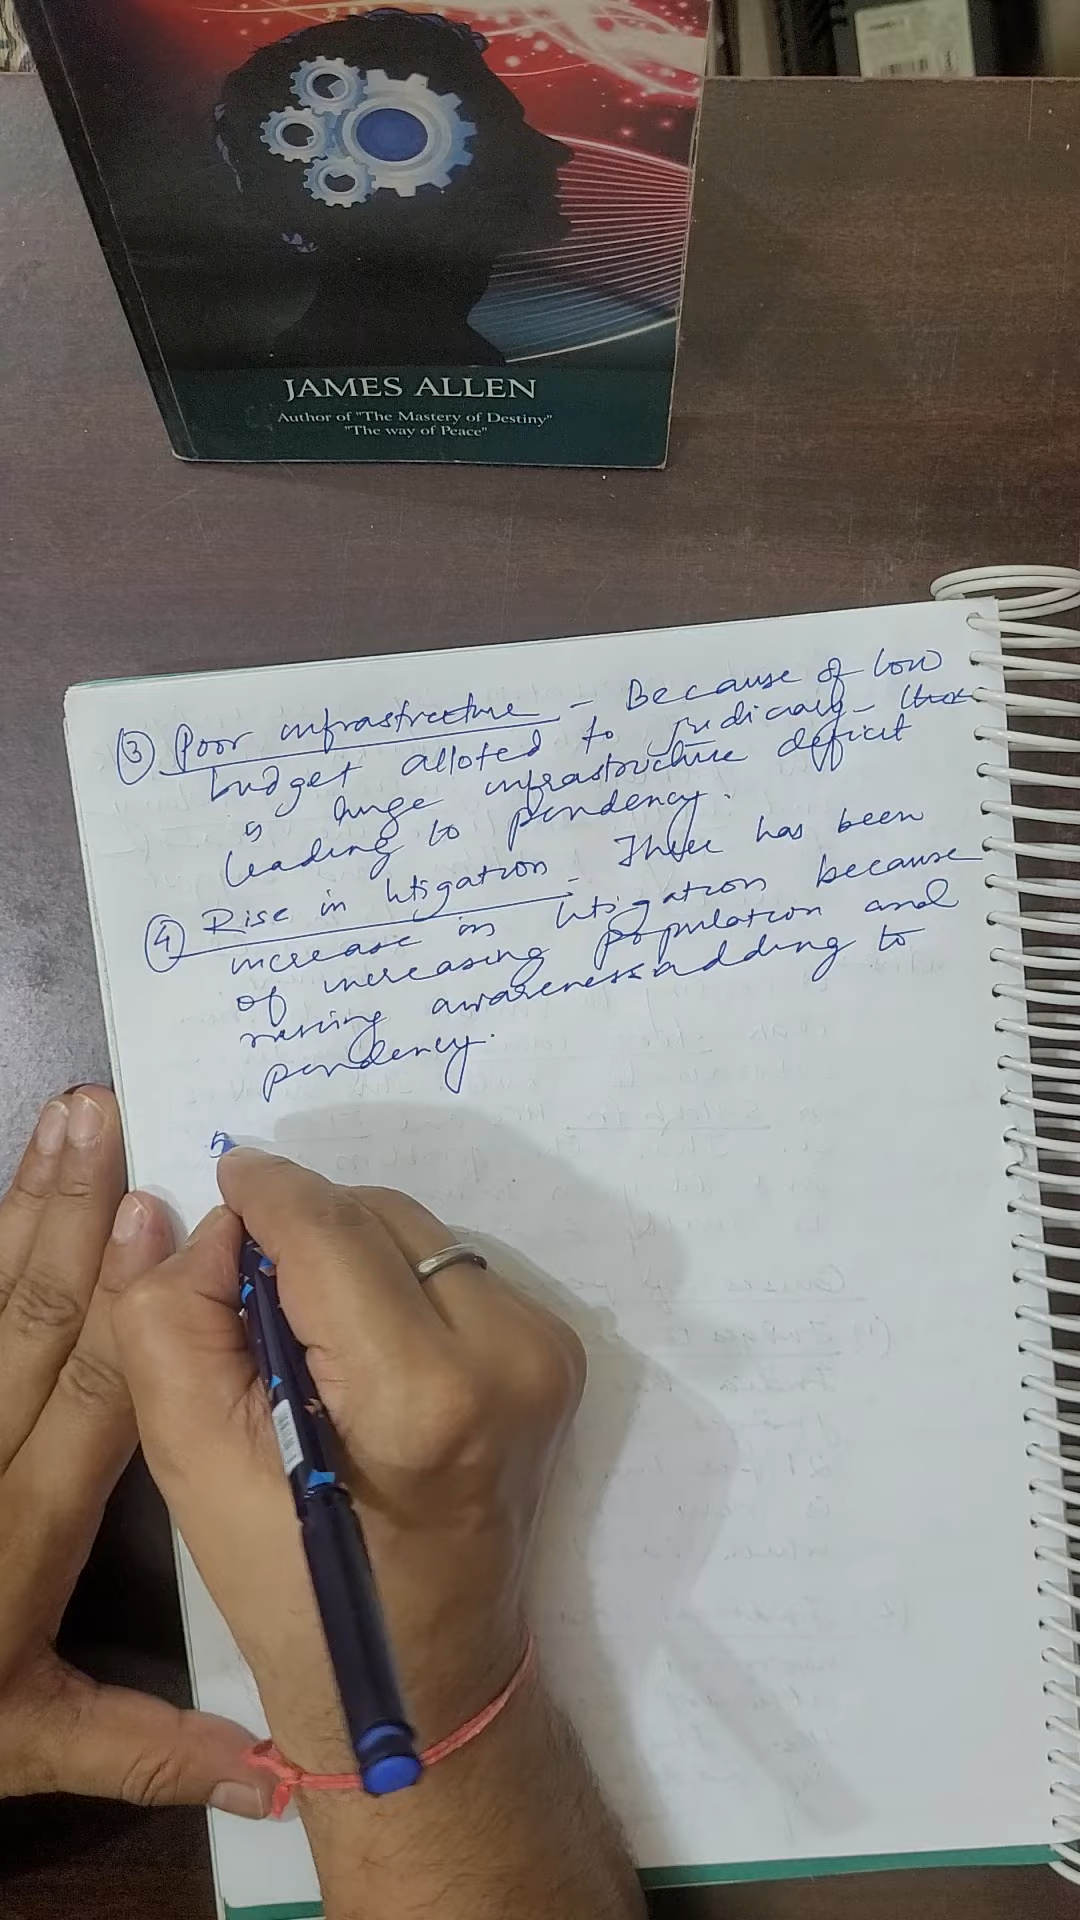 JAMES ALLEN
Author of "The Mastery of Destiny"
"The way of Peace"
③ Poor infrastructure - Because of low
budget alloted to judiciary
is huge infrastructure deficit
leading to pendency.
④ Rise in litigation - There has been
increase in litigation because
of increasing population and
awareness adding to
pendency.
5